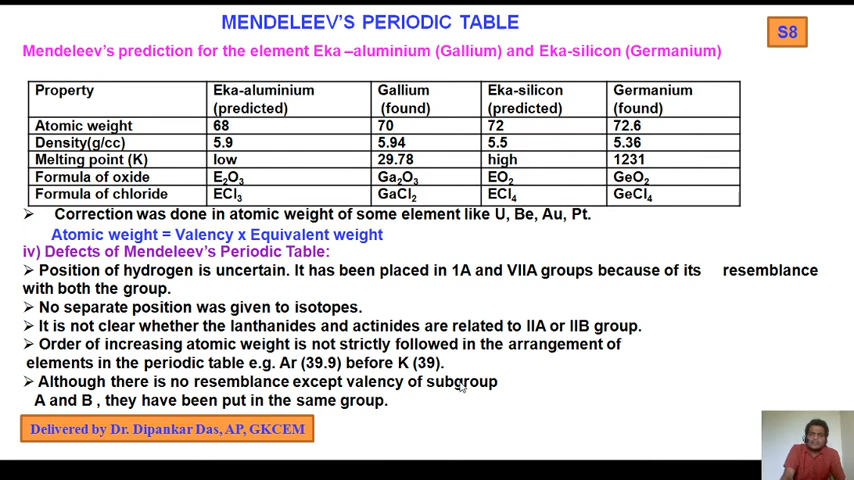 MENDELEEV'S PERIODIC TABLE
S8
Mendeleev's prediction for the element Eka –aluminium (Gallium) and Eka-silicon (Germanium)
Property Eka-aluminium (predicted) Gallium (found) Eka-silicon (predicted) Germanium (found)
Atomic weight 68 70 72 72.6
Density(g/cc) 5.9 5.94 5.5 5.36
Melting point (K) low 29.78 high 1231
Formula of oxide E₂O₃ Ga₂O₃ EO₂ GeO₂
Formula of chloride ECl₃ GaCl₂ ECl₄ GeCl₄
➢ Correction was done in atomic weight of some element like U, Be, Au, Pt.
Atomic weight = Valency x Equivalent weight
iv) Defects of Mendeleev's Periodic Table:
➢ Position of hydrogen is uncertain. It has been placed in 1A and VIIA groups because of its resemblance
with both the group.
➢ No separate position was given to isotopes.
➢ It is not clear whether the lanthanides and actinides are related to IIA or IIB group.
➢ Order of increasing atomic weight is not strictly followed in the arrangement of
elements in the periodic table e.g. Ar (39.9) before K (39).
➢ Although there is no resemblance except valency of subgroup
A and B , they have been put in the same group.
Delivered by Dr. Dipankar Das, AP, GKCEM